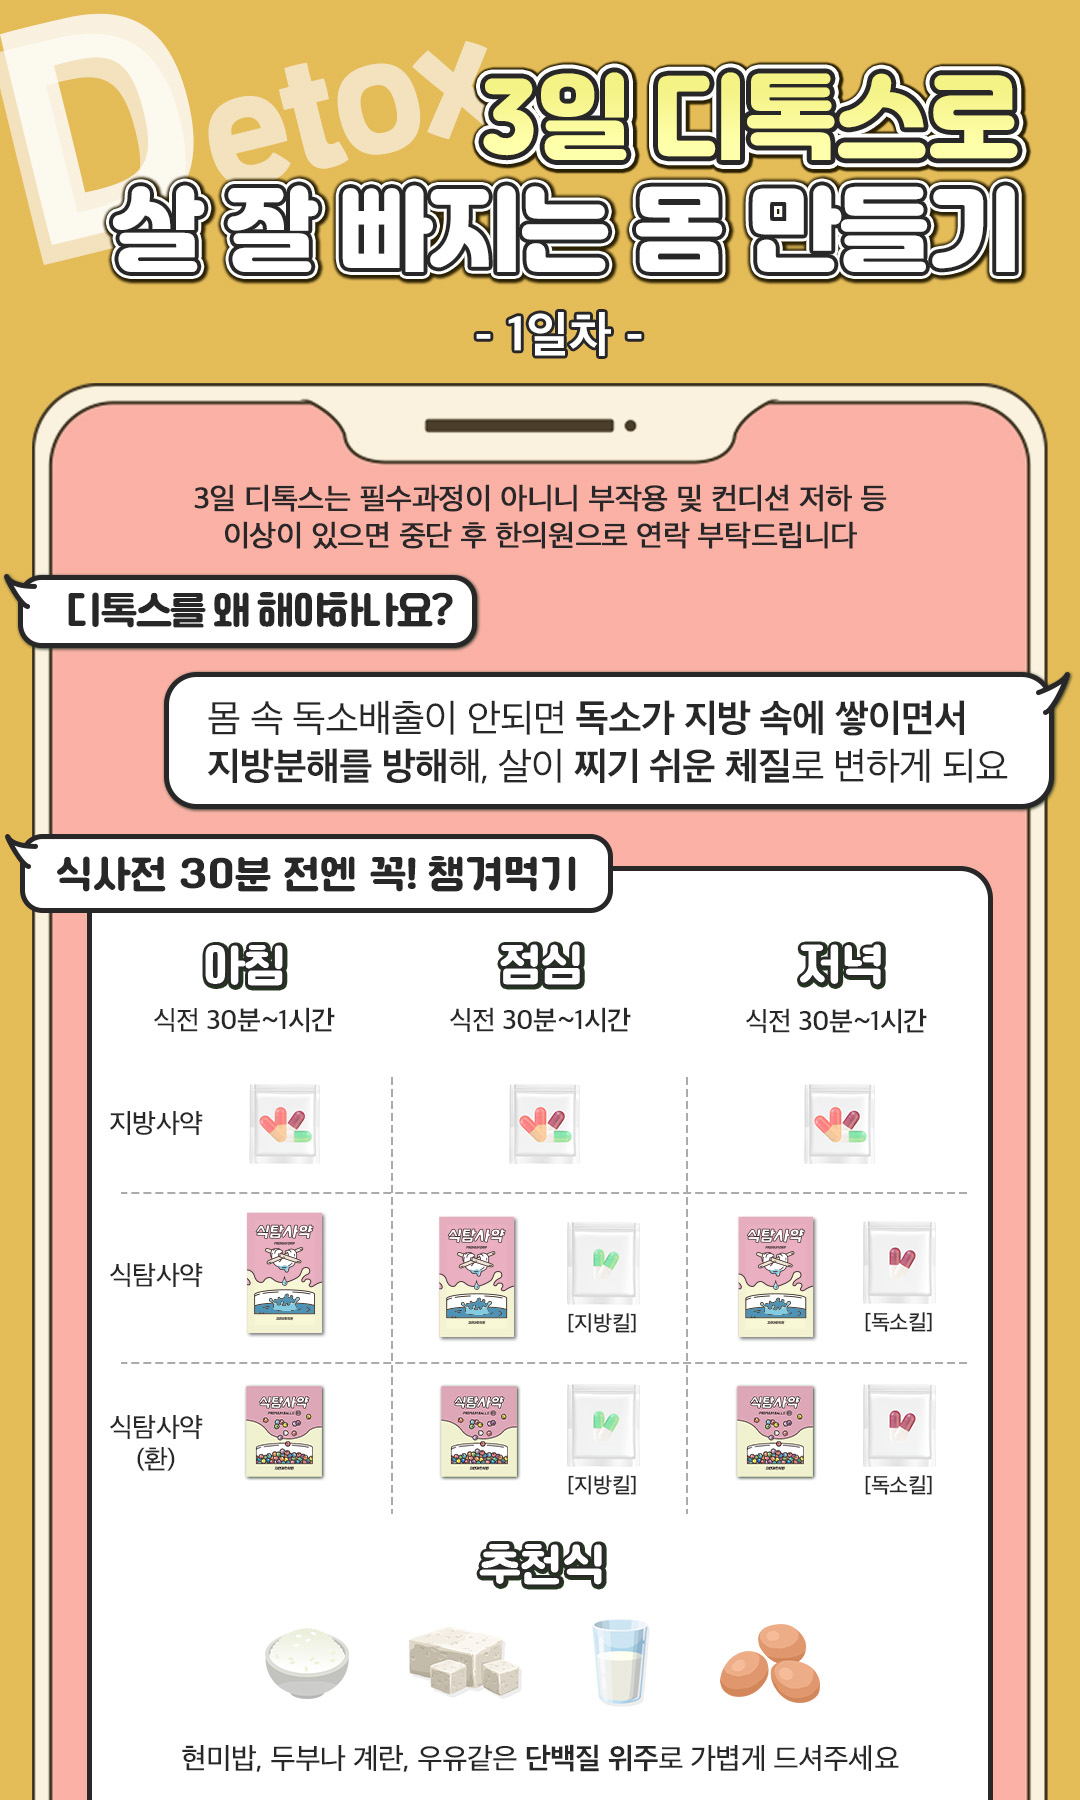 Detox
3일 디톡스로
살 잘 빠지는 몸 만들기
- 1일차 -
3일 디톡스는 필수과정이 아니니 부작용 및 컨디션 저하 등
이상이 있으면 중단 후 한의원으로 연락 부탁드립니다
디톡스를 왜 해야하나요?
몸 속 독소배출이 안되면 독소가 지방 속에 쌓이면서
지방분해를 방해해, 살이 찌기 쉬운 체질로 변하게 되요
식사전 30분 전엔 꼭! 챙겨먹기
아침 점심 저녁
식전 30분~1시간 식전 30분~1시간 식전 30분~1시간
지방사약
식탐사약 식탐사약 식탐사약
식탐사약
[지방킬] [독소킬]
식탐사약 식탐사약 식탐사약
식탐사약
(환)
[지방킬] [독소킬]
추천식
현미밥, 두부나 계란, 우유같은 단백질 위주로 가볍게 드셔주세요